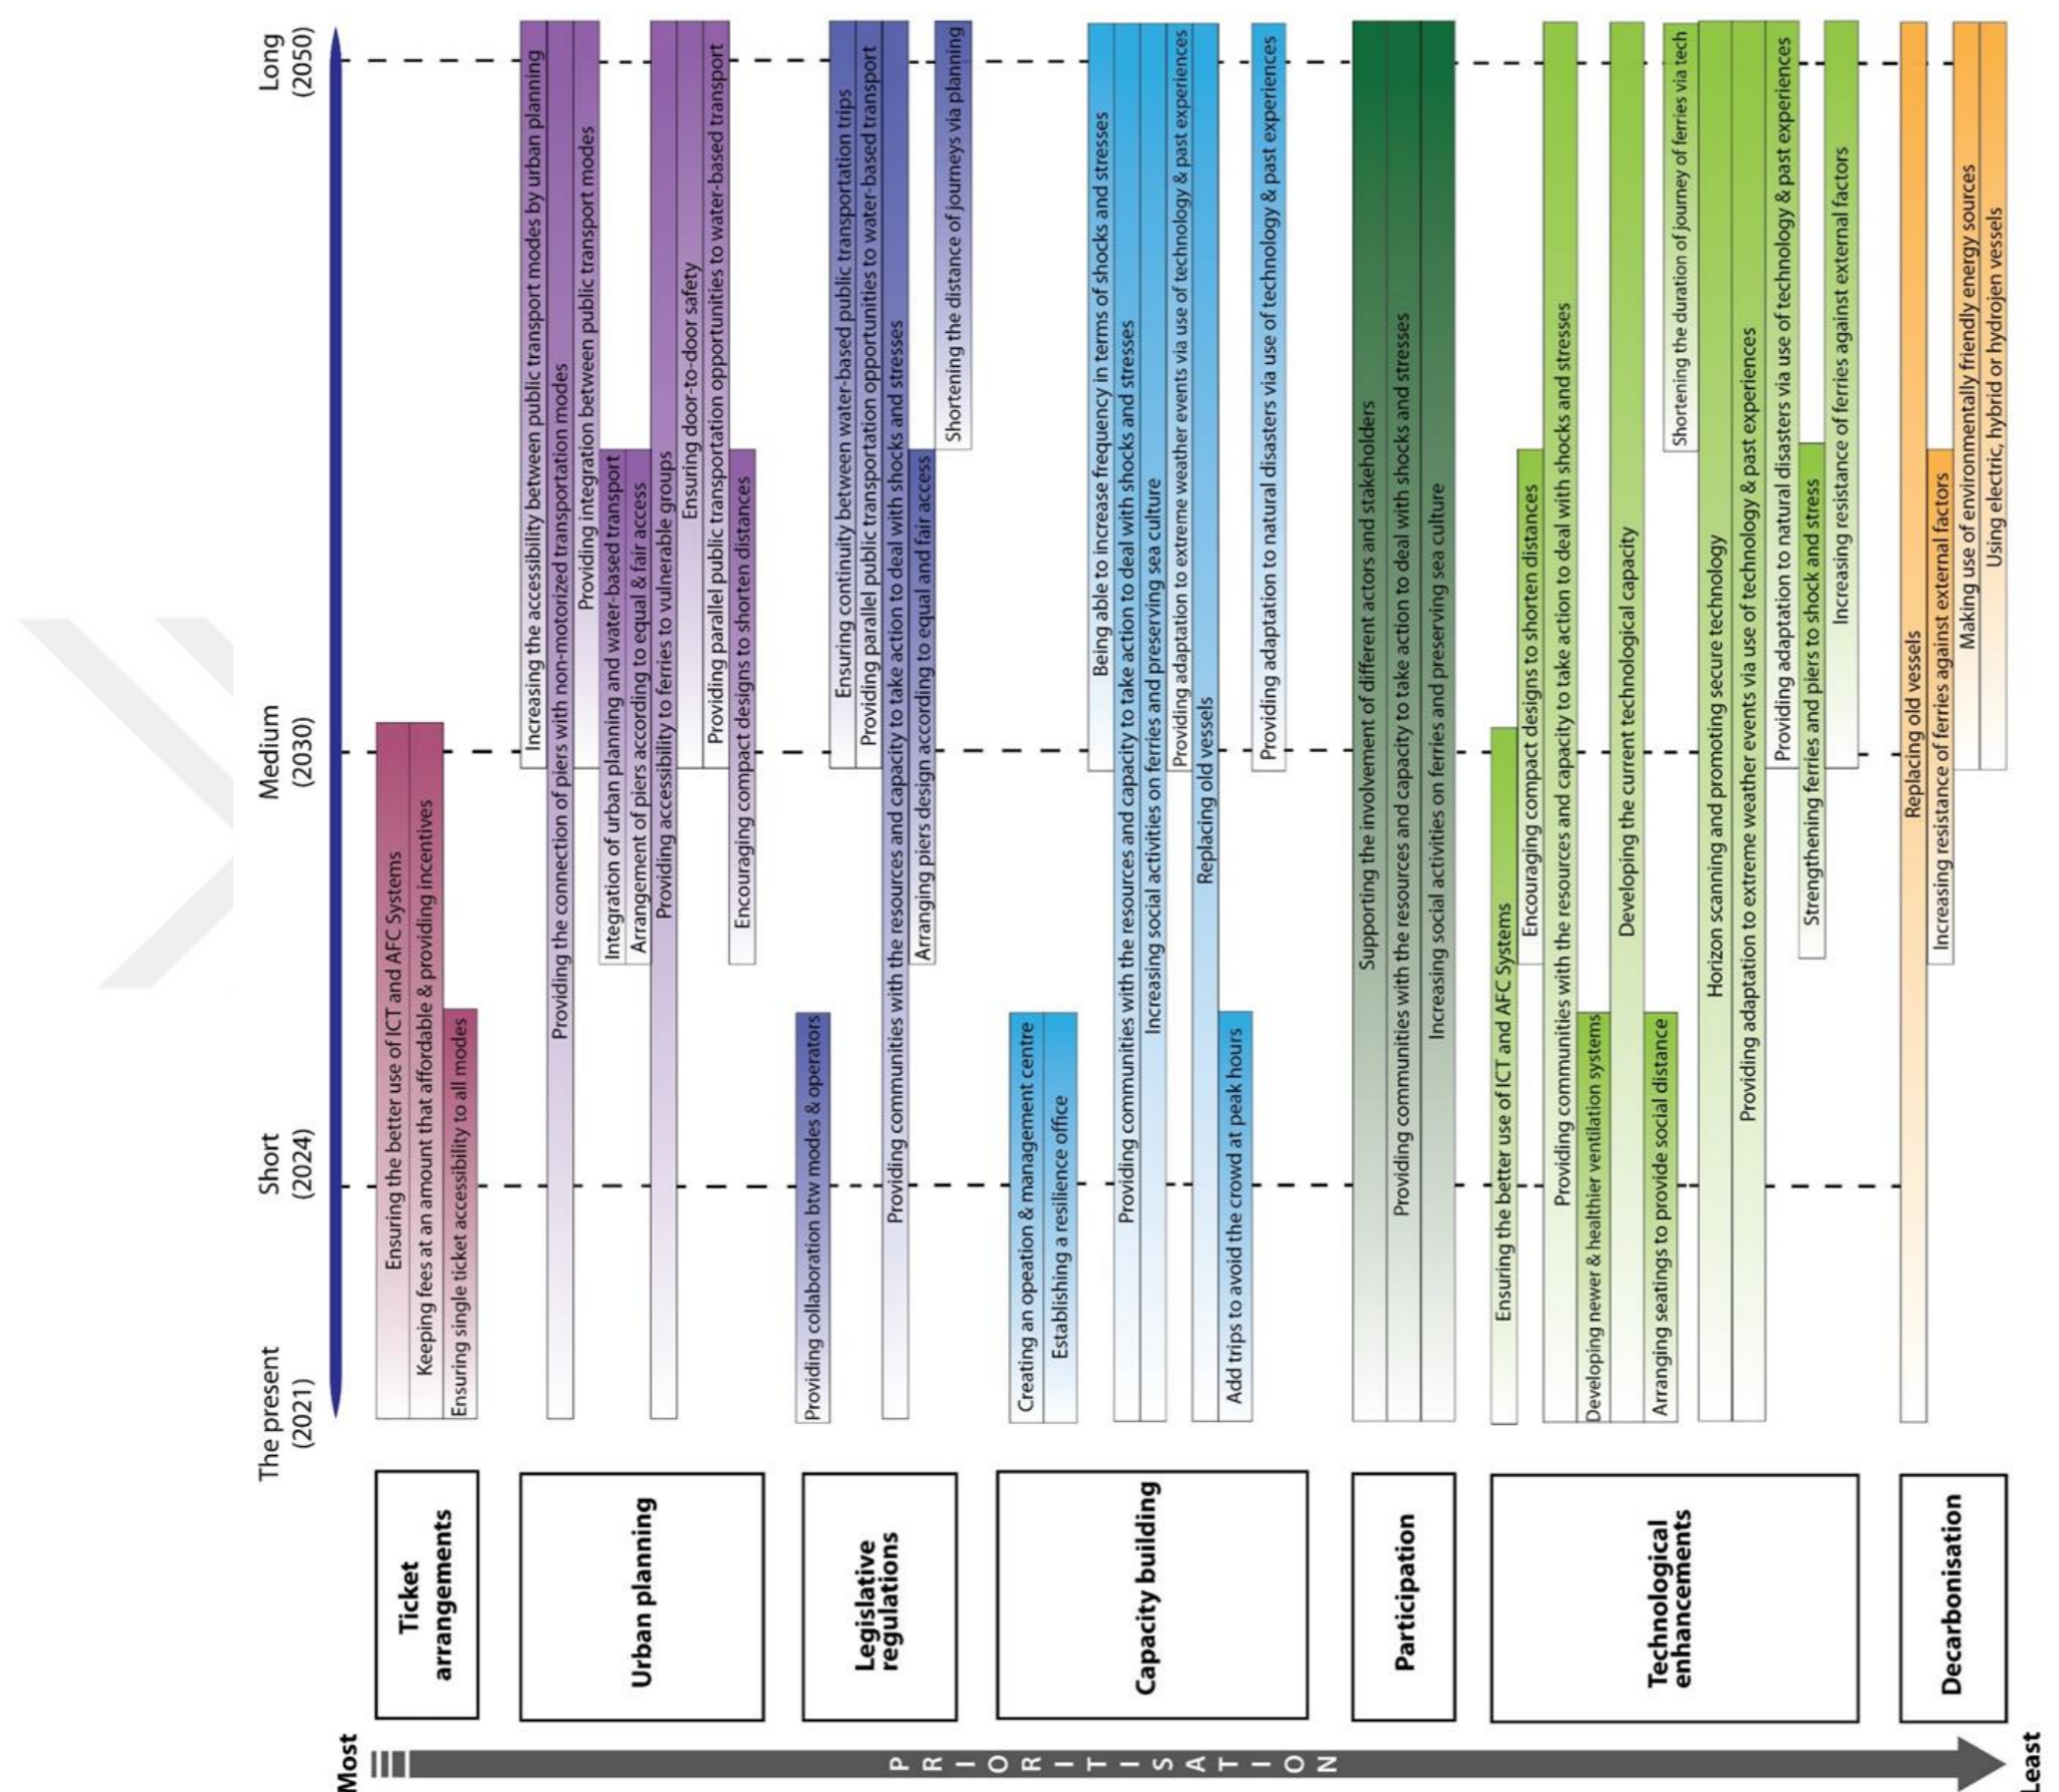 The present
(2021)
Short
(2024)
Medium
(2030)
Long
(2050)
Most
PRIORITISATION
Least
Ticket
arrangements
Ensuring the better use of ICT and AFC Systems
Keeping fees at an amount that affordable & providing incentives
Ensuring single ticket accessibility to all modes
Urban planning
Increasing the accessibility between public transport modes by urban planning
Providing the connection of piers with non-motorized transportation modes
Providing integration between public transport modes
Integration of urban planning and water-based transport
Arrangement of piers according to equal & fair access
Providing accessibility to ferries to vulnerable groups
Ensuring door-to-door safety
Providing parallel public transportation opportunities to water-based transport
Encouraging compact designs to shorten distances
Legislative
regulations
Providing collaboration btw modes & operators
Ensuring continuity between water-based public transportation trips
Providing parallel public transportation opportunities to water-based transport
Providing communities with the resources and capacity to take action to deal with shocks and stresses
Arranging piers design according to equal and fair access
Shortening the distance of journeys via planning
Capacity building
Creating an opeation & management centre
Establishing a resilience office
Being able to increase frequency in terms of shocks and stresses
Providing communities with the resources and capacity to take action to deal with shocks and stresses
Increasing social activities on ferries and preserving sea culture
Providing adaptation to extreme weather events via use of technology & past experiences
Replacing old vessels
Add trips to avoid the crowd at peak hours
Providing adaptation to natural disasters via use of technology & past experiences
Participation
Supporting the involvement of different actors and stakeholders
Providing communities with the resources and capacity to take action to deal with shocks and stresses
Increasing social activities on ferries and preserving sea culture
Technological
enhancements
Ensuring the better use of ICT and AFC Systems
Encouraging compact designs to shorten distances
Providing communities with the resources and capacity to take action to deal with shocks and stresses
Developing newer & healthier ventilation systems
Developing the current technological capacity
Arranging seatings to provide social distance
Shortening the duration of journey of ferries via tech
Horizon scanning and promoting secure technology
Providing adaptation to extreme weather events via use of technology & past experiences
Providing adaptation to natural disasters via use of technology & past experiences
Strengthening ferries and piers to shock and stress
Increasing resistance of ferries against external factors
Decarbonisation
Replacing old vessels
Increasing resistance of ferries against external factors
Making use of environmentally friendly energy sources
Using electric, hybrid or hydrojen vessels